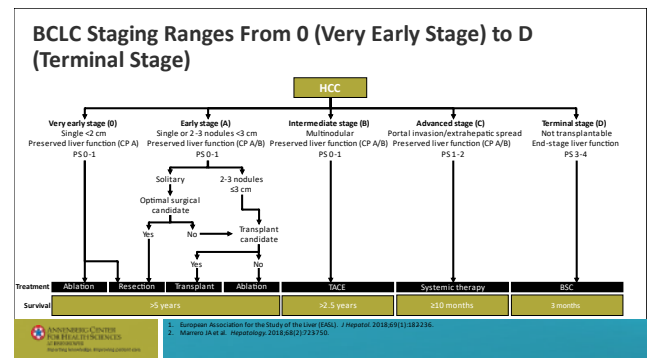 BCLC Staging Ranges From 0 (Very Early Stage) to D
(Terminal Stage)
HCC
Very early stage (0)
Single <2 cm
Preserved liver function (CP A)
PS 0-1
Early stage (A)
Single or 2-3 nodules <3 cm
Preserved liver function (CP A/B)
PS 0-1
Intermediate stage (B)
Multinodular
Preserved liver function (CP A/B)
PS 0-1
Advanced stage (C)
Portal invasion/extrahepatic spread
Preserved liver function (CP A/B)
PS 1-2
Terminal stage (D)
Not transplantable
End-stage liver function
PS 3-4
Solitary
2-3 nodules
≤3 cm
Optimal surgical
candidate
Yes
No
Transplant
candidate
Yes
No
Treatment
Ablation
Resection
Transplant
Ablation
TACE
Systemic therapy
BSC
Survival
>5 years
>2.5 years
≥10 months
3 months
ANNENBERG CENTER
FOR HEALTH SCIENCES
AT EISENHOWER
Imparting knowledge. Improving patient care.
1. European Association for the Study of the Liver (EASL). J Hepatol. 2018;69(1):182-236.
2. Marrero JA et al. Hepatology. 2018;68(2):723-750.